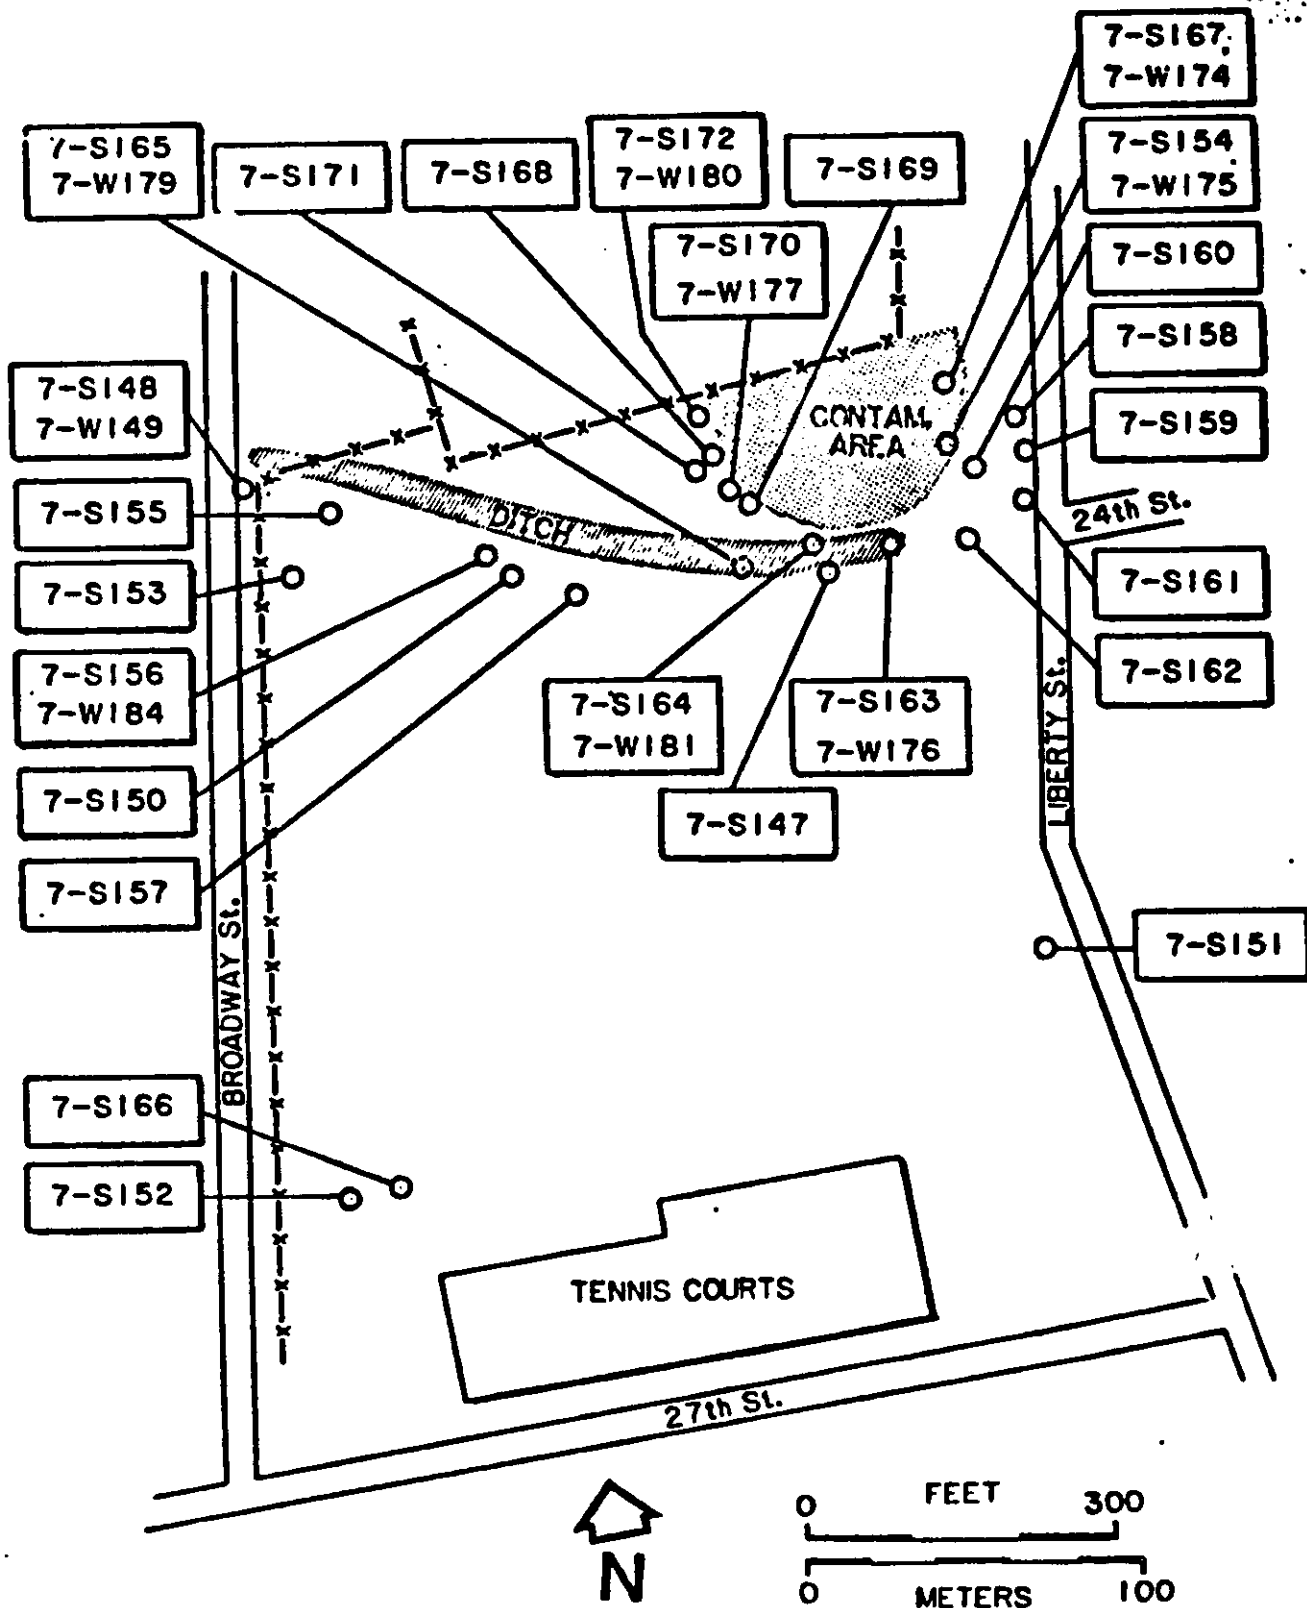 7-S167
7-W174
7-S165
7-W179
7-S171
7-S168
7-S172
7-W180
7-S169
7-S154
7-W175
7-S170
7-W177
7-S160
7-S158
7-S148
7-W149
CONTAM.
AREA
7-S159
7-S155
DITCH
24th St.
7-S153
7-S161
7-S156
7-W184
7-S164
7-W181
7-S163
7-W176
7-S162
LIBERTY St.
7-S150
7-S147
7-S157
BROADWAY St.
7-S151
7-S166
7-S152
TENNIS COURTS
27th St.
N
0 FEET 300
0 METERS 100